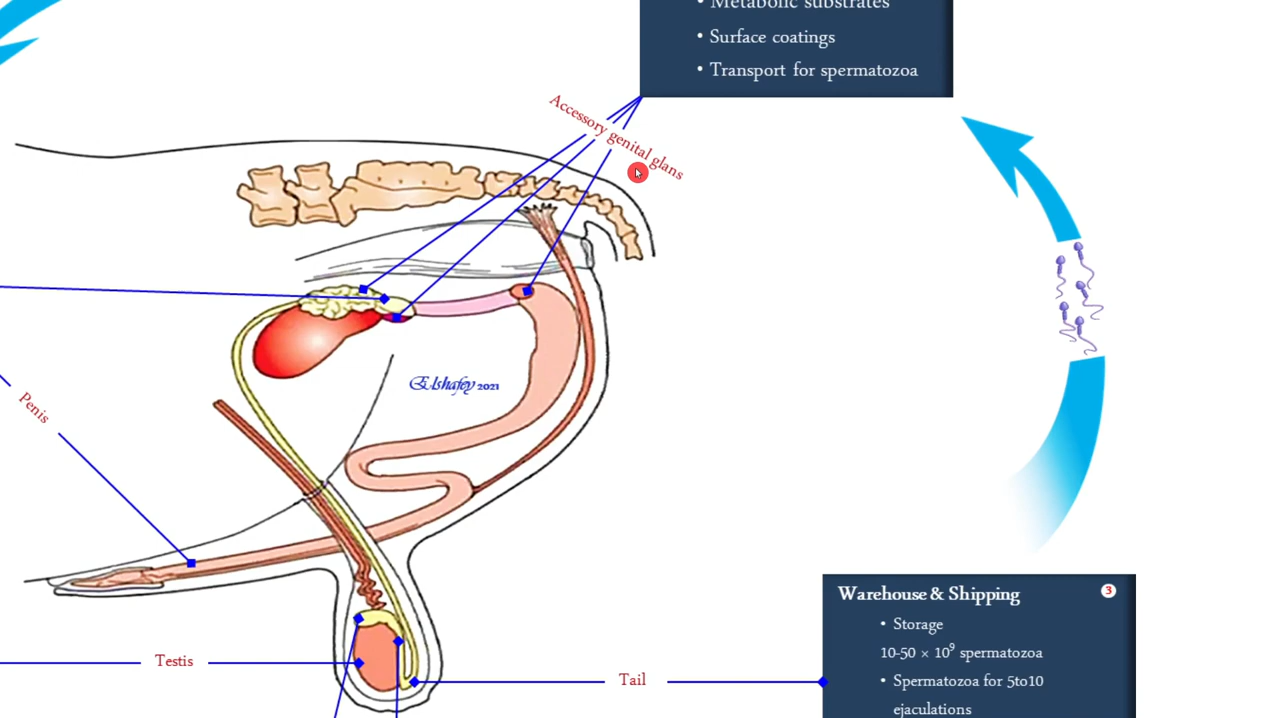 Metabolic substrates
• Surface coatings
• Transport for spermatozoa
Accessory genital glans
Elshafey 2021
Penis
Warehouse & Shipping
3
• Storage
10-50 × 10⁹ spermatozoa
• Spermatozoa for 5to10
ejaculations
Testis
Tail